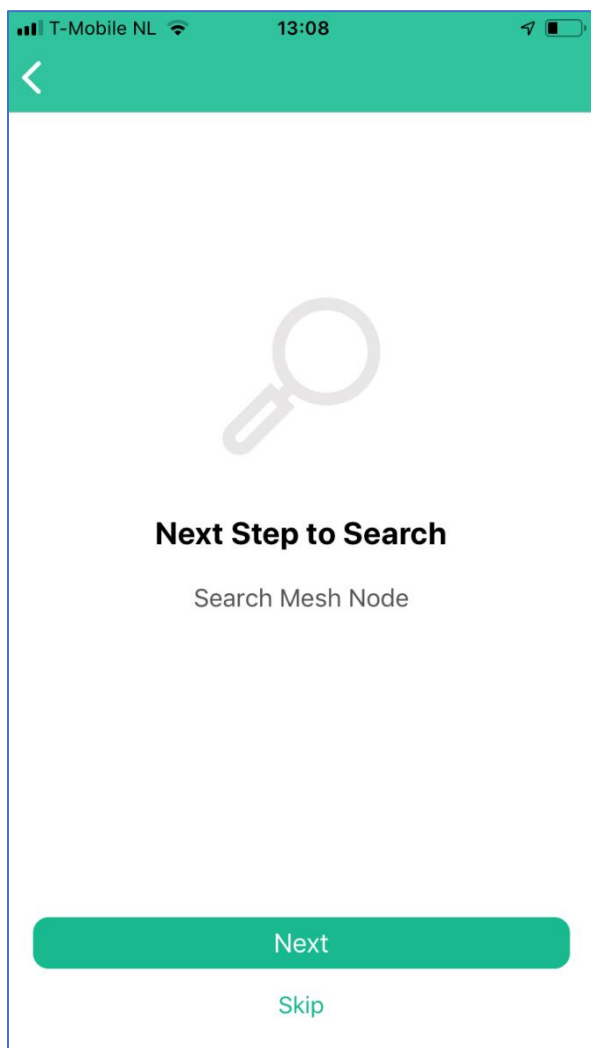 T-Mobile NL 13:08
Next Step to Search
Search Mesh Node
Next
Skip